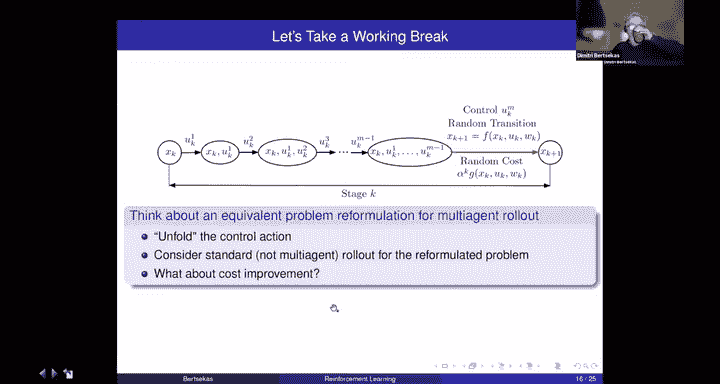 Let's Take a Working Break
Dimitri Bertsekas
Control u_k^m
Random Transition
x_{k+1} = f(x_k, u_k, w_k)
x_k u_k^1 x_k, u_k^1 u_k^2 x_k, u_k^1, u_k^2 u_k^3 ... u_k^{m-1} x_k, u_k^1, ..., u_k^{m-1} x_{k+1}
Random Cost
α^k g(x_k, u_k, w_k)
Stage k
Think about an equivalent problem reformulation for multiagent rollout
"Unfold" the control action
Consider standard (not multiagent) rollout for the reformulated problem
What about cost improvement?
Bertsekas Reinforcement Learning 16 / 25